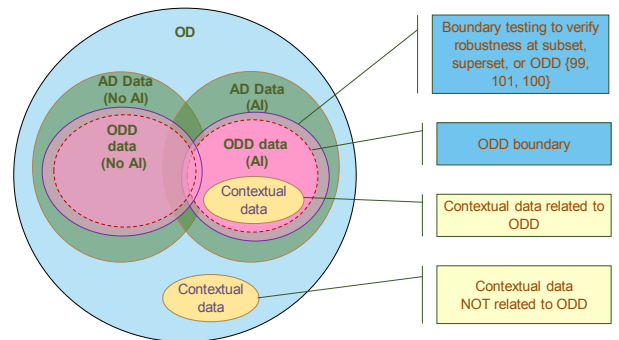 OD
AD Data
(No AI)
AD Data
(AI)
ODD
data
(No AI)
ODD data
(AI)
Contextual
data
Contextual
data
Boundary testing to verify
robustness at subset,
superset, or ODD {99,
101, 100}
ODD boundary
Contextual data related to
ODD
Contextual data
NOT related to ODD